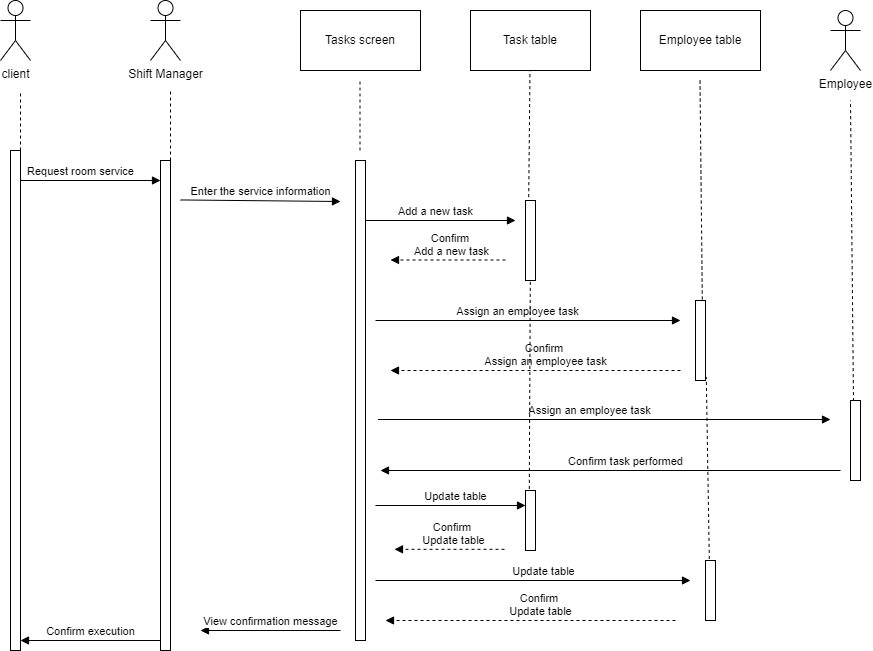 Tasks screen
Task table
Employee table
client
Shift Manager
Employee
Request room service
Enter the service information
Add a new task
Confirm
Add a new task
Assign an employee task
Confirm
Assign an employee task
Assign an employee task
Confirm task performed
Update table
Confirm
Update table
Update table
Confirm
Update table
View confirmation message
Confirm execution